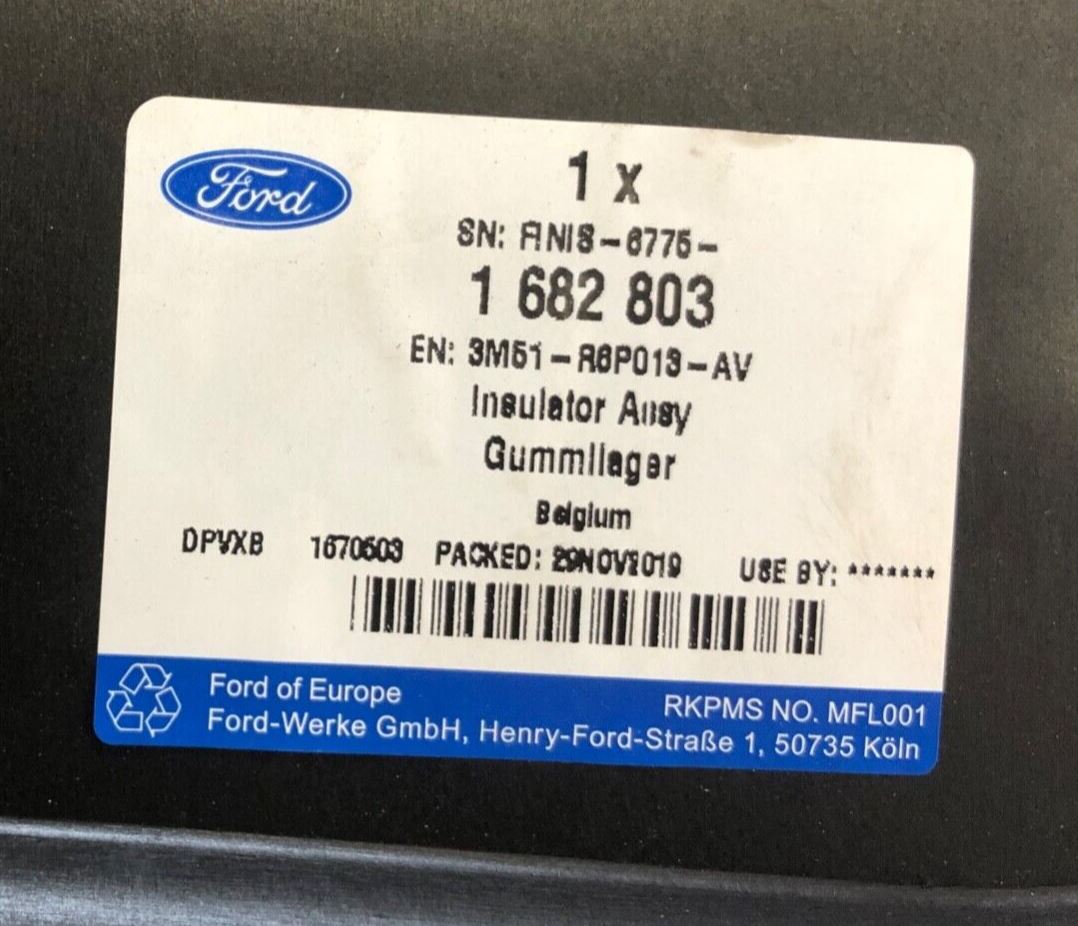 Ford
1 x
SN: FINIS-6775-
1 682 803
EN: 3M51-R6P013-AV
Insulator Assy
Gummilager
Belgium
DPVXB 1670503 PACKED: 29NOV2019 USE BY: *******
Ford of Europe
RKPMS NO. MFL001
Ford-Werke GmbH, Henry-Ford-Straße 1, 50735 Köln